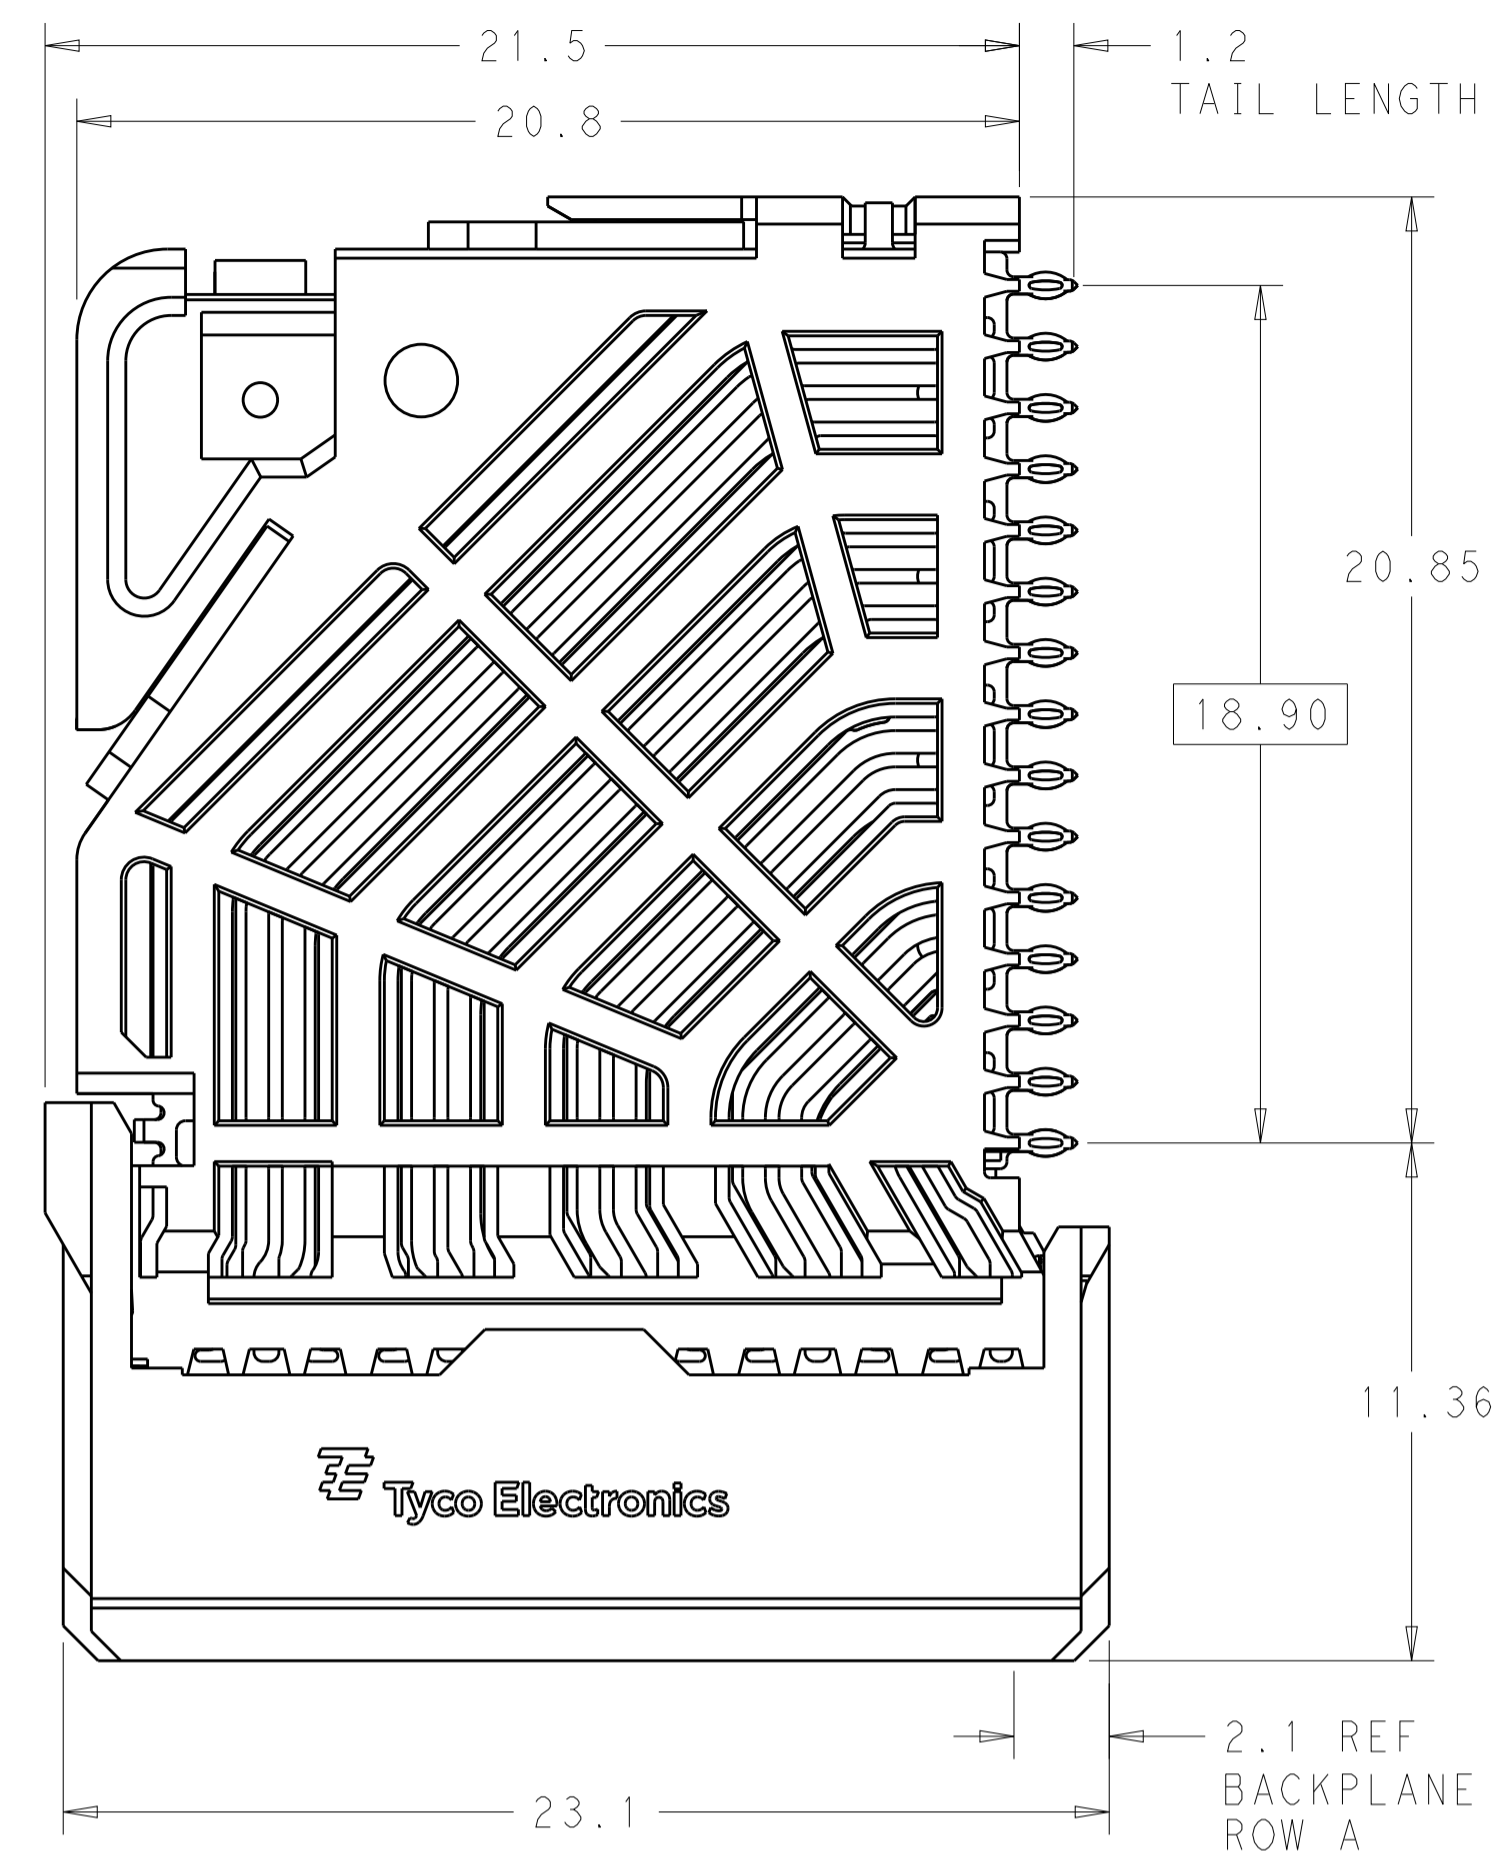 21.5
1.2
TAIL LENGTH
20.8
20.85
18.90
11.36
TE Tyco Electronics
2.1 REF
BACKPLANE
ROW A
23.1